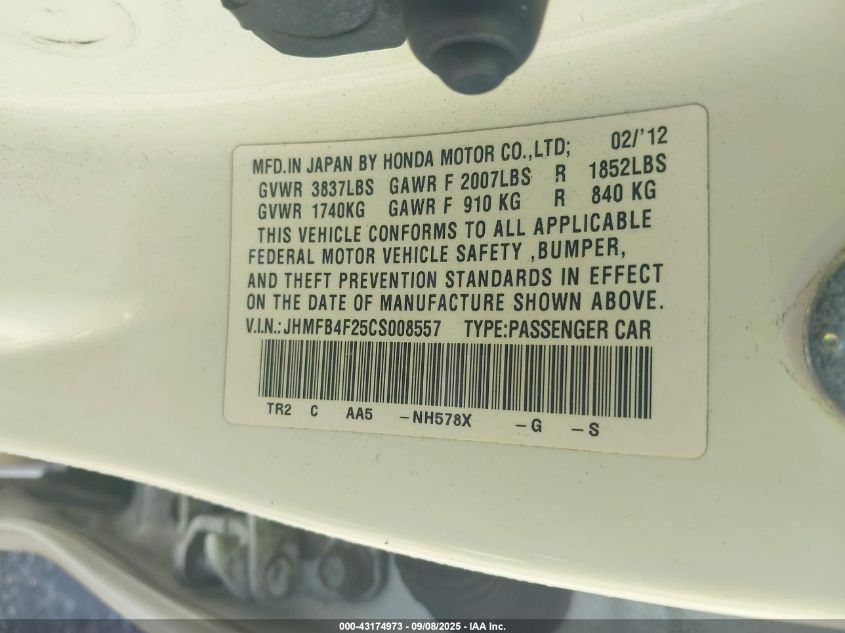 MFD.IN JAPAN BY HONDA MOTOR CO.,LTD; 02/'12
GVWR 3837LBS GAWR F 2007LBS R 1852LBS
GVWR 1740KG GAWR F 910 KG R 840 KG
THIS VEHICLE CONFORMS TO ALL APPLICABLE
FEDERAL MOTOR VEHICLE SAFETY ,BUMPER,
AND THEFT PREVENTION STANDARDS IN EFFECT
ON THE DATE OF MANUFACTURE SHOWN ABOVE.
V.I.N.:JHMFB4F25CS008557 TYPE:PASSENGER CAR
TR2 C AA5 -NH578X -G -S
000-43174973 - 09/08/2025 - IAA Inc.